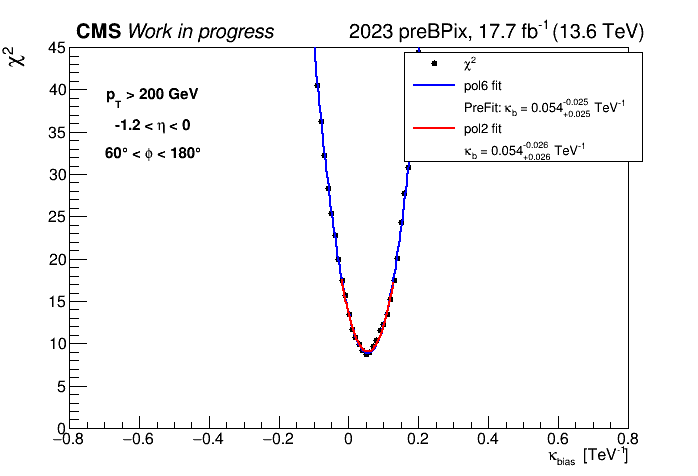 CMS Work in progress 2023 preBPix, 17.7 fb⁻¹ (13.6 TeV)
χ²
45
40
35
30
25
20
15
10
5
0
p_T > 200 GeV
-1.2 < η < 0
60° < ϕ < 180°
χ²
pol6 fit
PreFit: κ_b = 0.054 -0.025 +0.025 TeV⁻¹
pol2 fit
κ_b = 0.054 -0.026 +0.026 TeV⁻¹
−0.8 −0.6 −0.4 −0.2 0 0.2 0.4 0.6 0.8
κ_bias [TeV⁻¹]